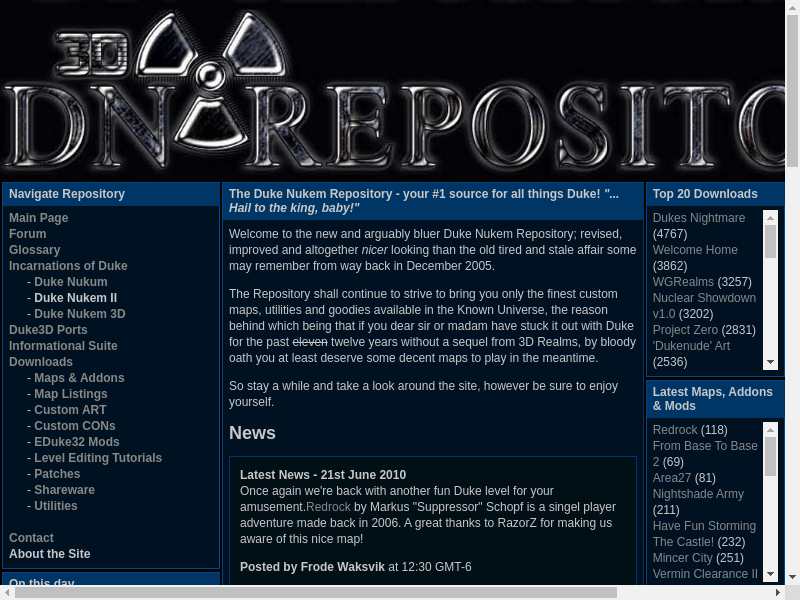 3D
DN REPOSITO
Navigate Repository
Main Page
Forum
Glossary
Incarnations of Duke
- Duke Nukum
- Duke Nukem II
- Duke Nukem 3D
Duke3D Ports
Informational Suite
Downloads
- Maps & Addons
- Map Listings
- Custom ART
- Custom CONs
- EDuke32 Mods
- Level Editing Tutorials
- Patches
- Shareware
- Utilities
Contact
About the Site
On this day
The Duke Nukem Repository - your #1 source for all things Duke! "...
Hail to the king, baby!"
Welcome to the new and arguably bluer Duke Nukem Repository; revised,
improved and altogether nicer looking than the old tired and stale affair some
may remember from way back in December 2005.
The Repository shall continue to strive to bring you only the finest custom
maps, utilities and goodies available in the Known Universe, the reason
behind which being that if you dear sir or madam have stuck it out with Duke
for the past eleven twelve years without a sequel from 3D Realms, by bloody
oath you at least deserve some decent maps to play in the meantime.
So stay a while and take a look around the site, however be sure to enjoy
yourself.
News
Latest News - 21st June 2010
Once again we're back with another fun Duke level for your
amusement.Redrock by Markus "Suppressor" Schopf is a singel player
adventure made back in 2006. A great thanks to RazorZ for making us
aware of this nice map!
Posted by Frode Waksvik at 12:30 GMT-6
Top 20 Downloads
Dukes Nightmare
(4767)
Welcome Home
(3862)
WGRealms (3257)
Nuclear Showdown
v1.0 (3202)
Project Zero (2831)
'Dukenude' Art
(2536)
Latest Maps, Addons
& Mods
Redrock (118)
From Base To Base
2 (69)
Area27 (81)
Nightshade Army
(211)
Have Fun Storming
The Castle! (232)
Mincer City (251)
Vermin Clearance II